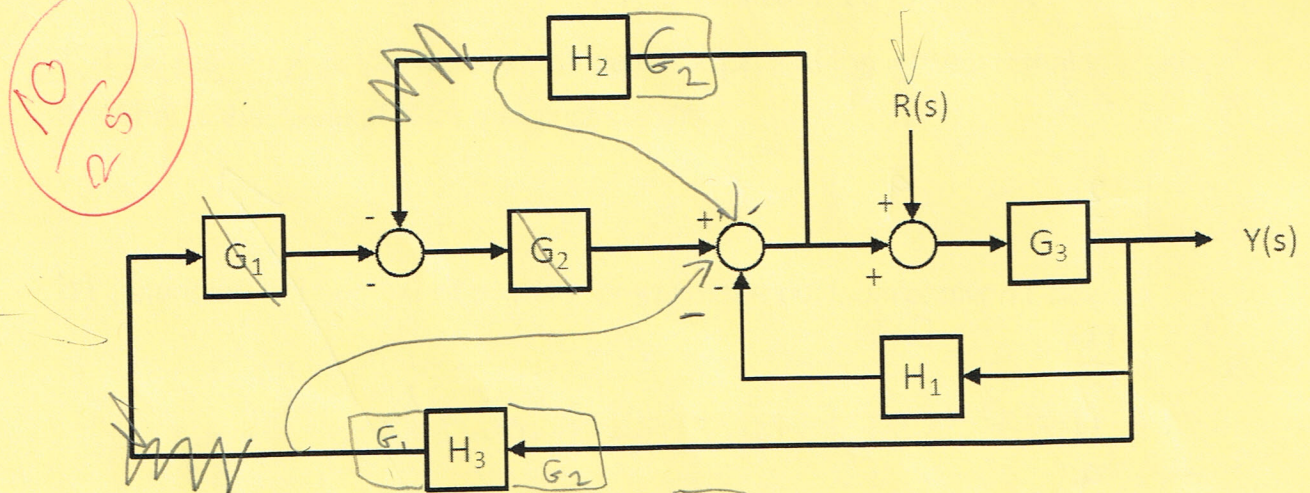 10/25
H₂ G₂
R(s)
G₁ - - G₂ + - - + + G₃ Y(s)
-
H₁
G₁ H₃ G₂